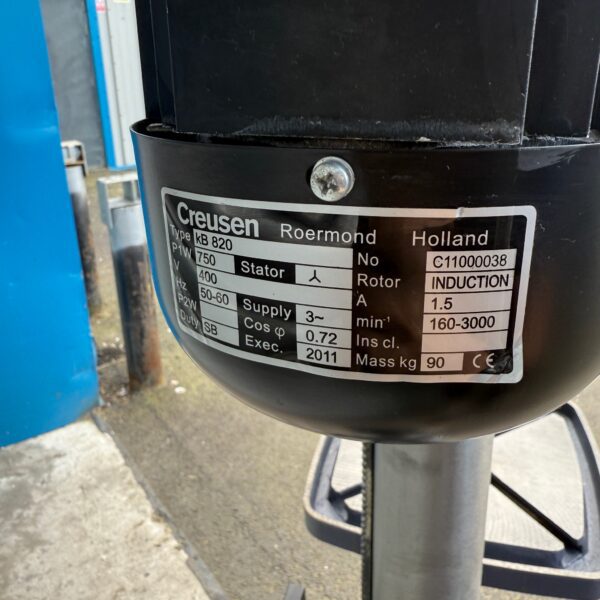 Creusen Roermond Holland
Type KB 820 No C11000038
P1W 750 Stator Rotor INDUCTION
V 400 A 1.5
Hz 50-60 Supply 3~ min⁻¹ 160-3000
P2W Cos φ 0.72 Ins cl.
Duty SB Exec. 2011 Mass kg 90 CE